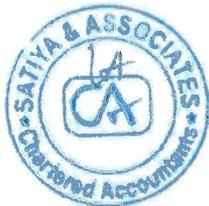 ★ SATIYA & ASSOCIATES ★
CA
Chartered Accountants